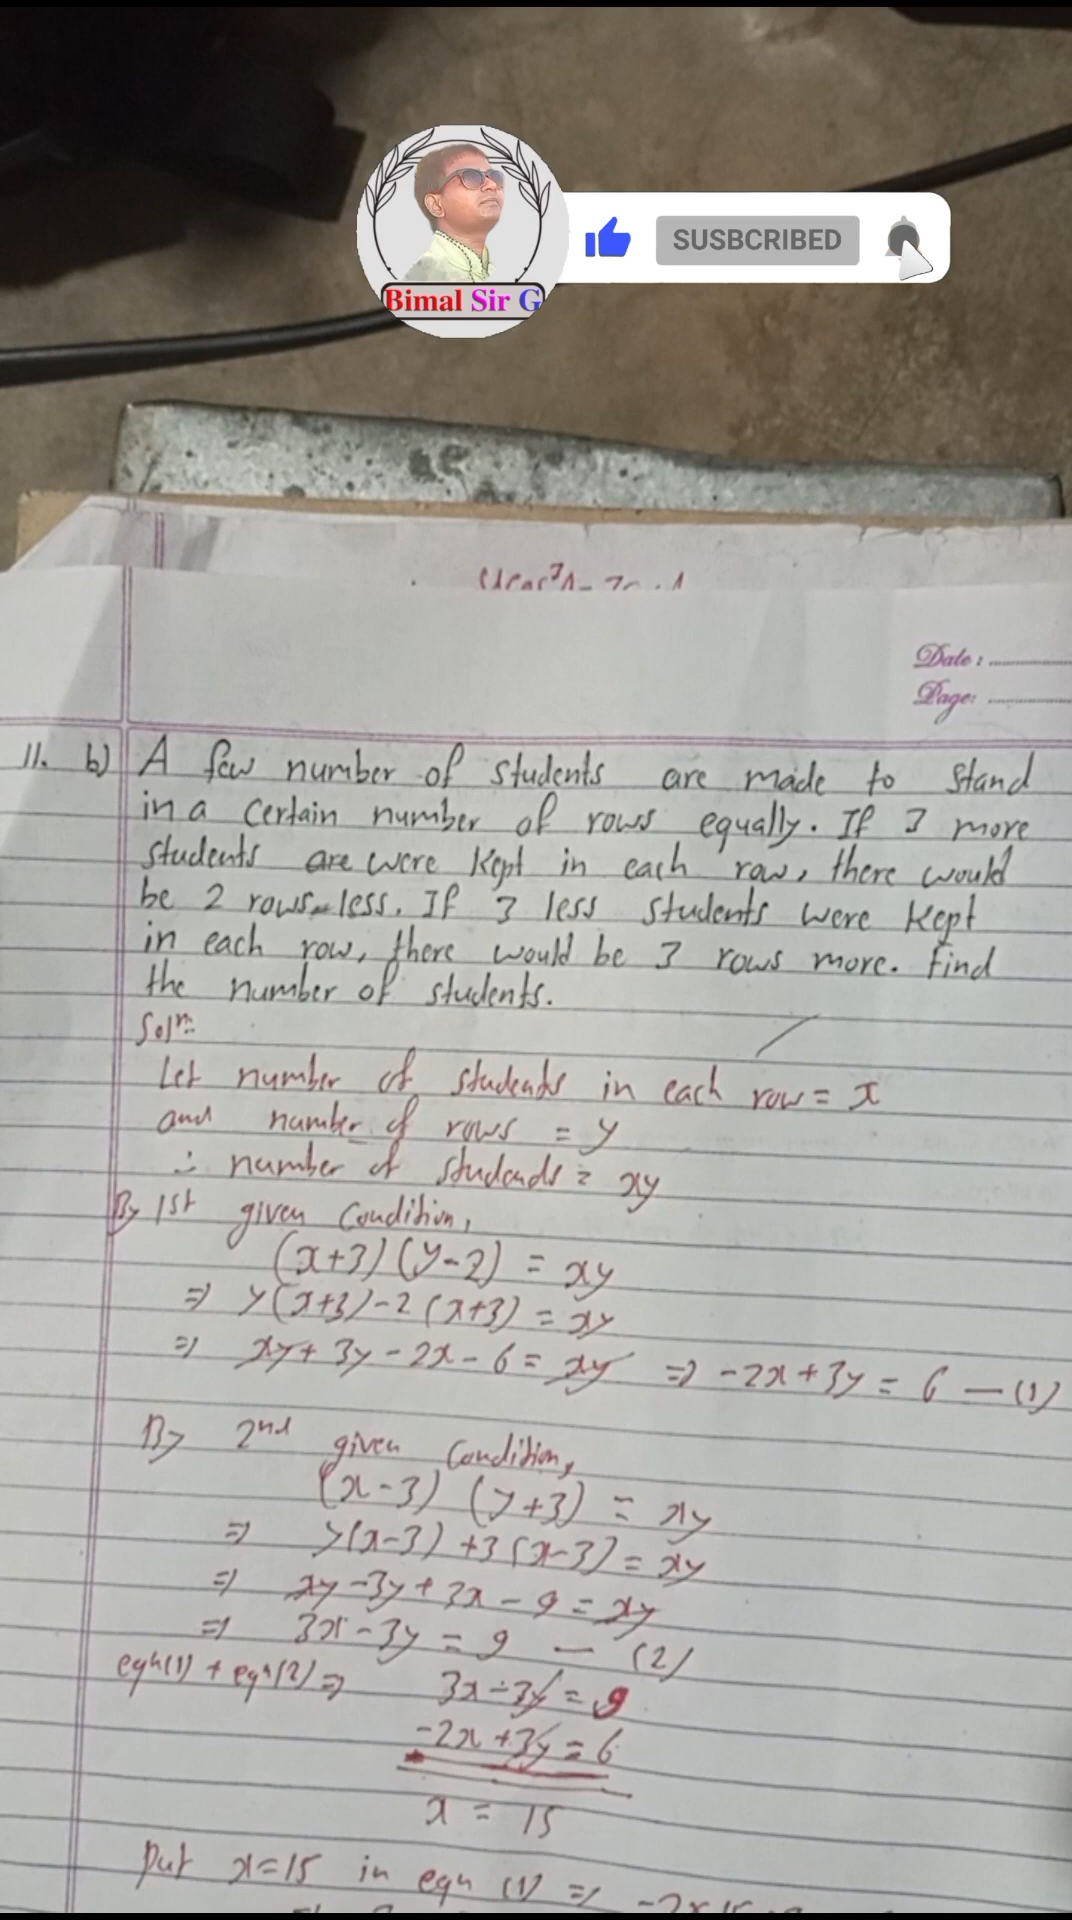 Bimal Sir G
SUSBCRIBED
Date :
Page:
11. b) A few number of students are made to stand
in a certain number of rows equally. If 3 more
students are were kept in each row, there would
be 2 rows less. If 3 less students were kept
in each row, there would be 3 rows more. Find
the number of students.
Soln:
Let number of students in each row = x
and number of rows = y
∴ number of students = xy
By 1st given condition,
(x+3) (y-2) = xy
⇒ y(x+3)-2(x+3) = xy
⇒ xy+3y-2x-6 = xy ⇒ -2x+3y = 6 — (1)
By 2nd given condition,
(x-3) (y+3) = xy
⇒ y(x-3) +3(x-3) = xy
⇒ xy-3y+3x-9 = xy
⇒ 3x-3y = 9 — (2)
eqn(1) + eqn(2) ⇒ 3x-3y = 9
-2x+3y = 6
x = 15
put x=15 in eqn (1) ⇒